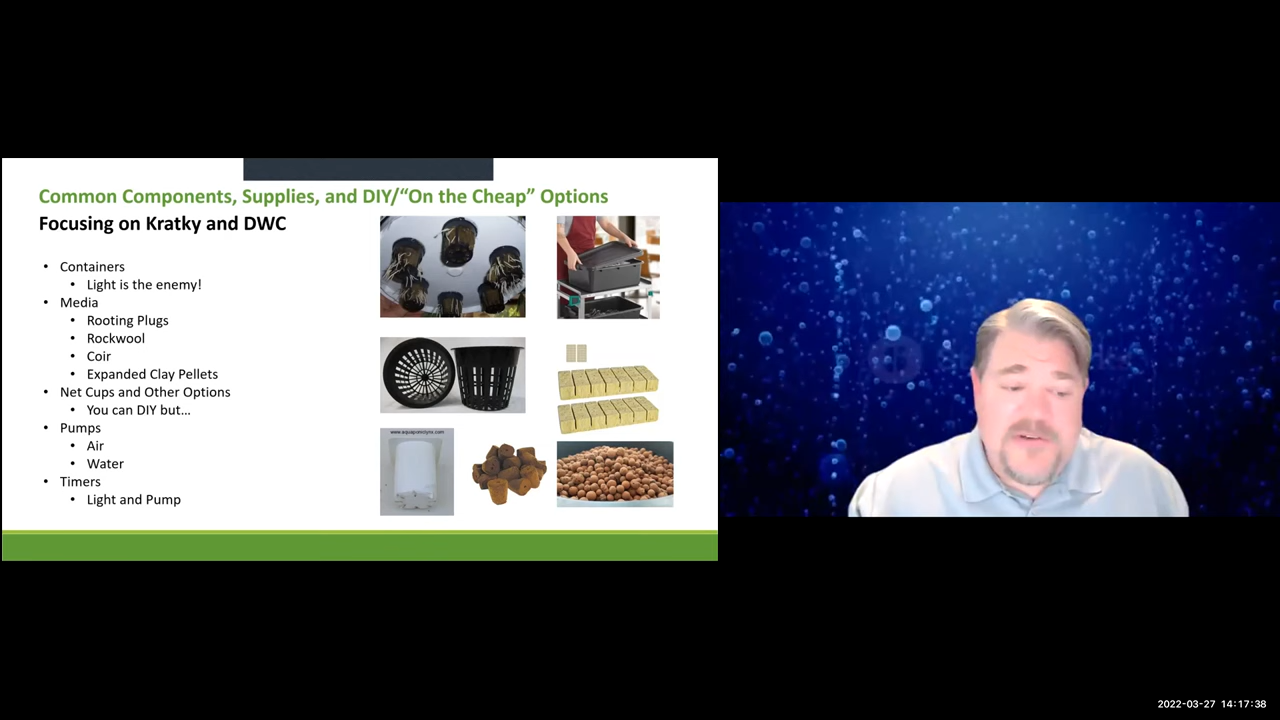 Common Components, Supplies, and DIY/“On the Cheap” Options
Focusing on Kratky and DWC
• Containers
• Light is the enemy!
• Media
• Rooting Plugs
• Rockwool
• Coir
• Expanded Clay Pellets
• Net Cups and Other Options
• You can DIY but…
• Pumps
• Air
• Water
• Timers
• Light and Pump
2022-03-27 14:17:38